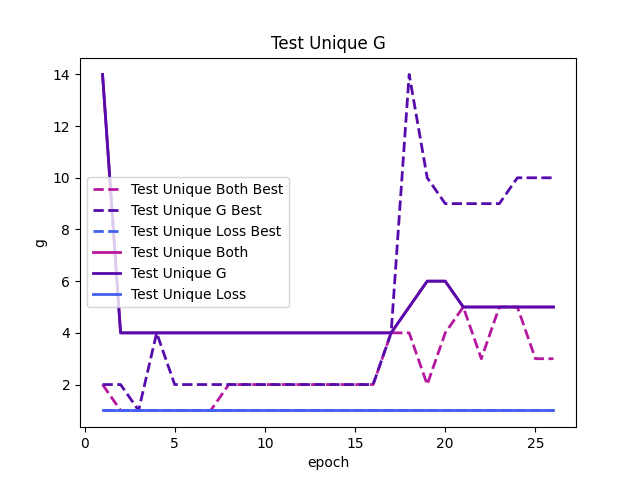 Test Unique G
14
12
10
8
6
4
2
g
Test Unique Both Best
Test Unique G Best
Test Unique Loss Best
Test Unique Both
Test Unique G
Test Unique Loss
0 5 10 15 20 25
epoch